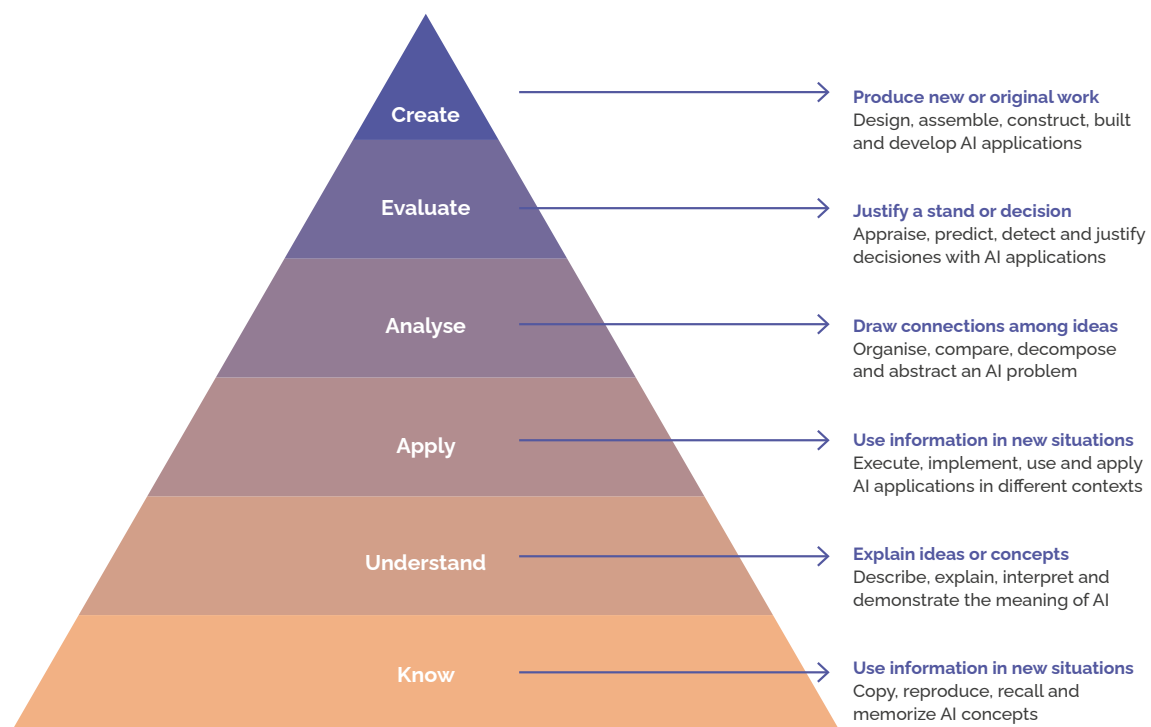 Create
Produce new or original work
Design, assemble, construct, built
and develop AI applications
Evaluate
Justify a stand or decision
Appraise, predict, detect and justify
decisiones with AI applications
Analyse
Draw connections among ideas
Organise, compare, decompose
and abstract an AI problem
Apply
Use information in new situations
Execute, implement, use and apply
AI applications in different contexts
Understand
Explain ideas or concepts
Describe, explain, interpret and
demonstrate the meaning of AI
Know
Use information in new situations
Copy, reproduce, recall and
memorize AI concepts